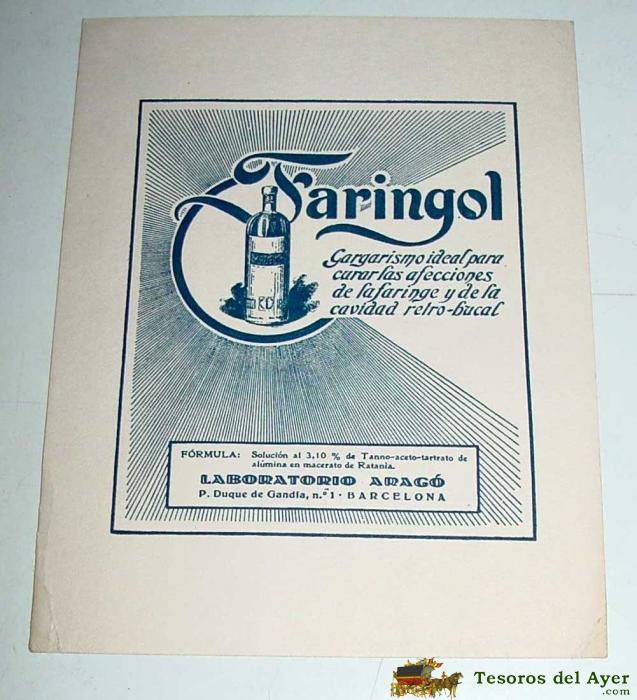 Faringol
Gargarismo ideal para
curar las afecciones
de la faringe y de la
cavidad retro-bucal
FÓRMULA: Solución al 3,10 % de Tanno-aceto-tartrato de
alúmina en macerato de Ratania.
LABORATORIO ARAGÓ
P. Duque de Gandía, n.º 1 - BARCELONA
Tesoros del Ayer
.com